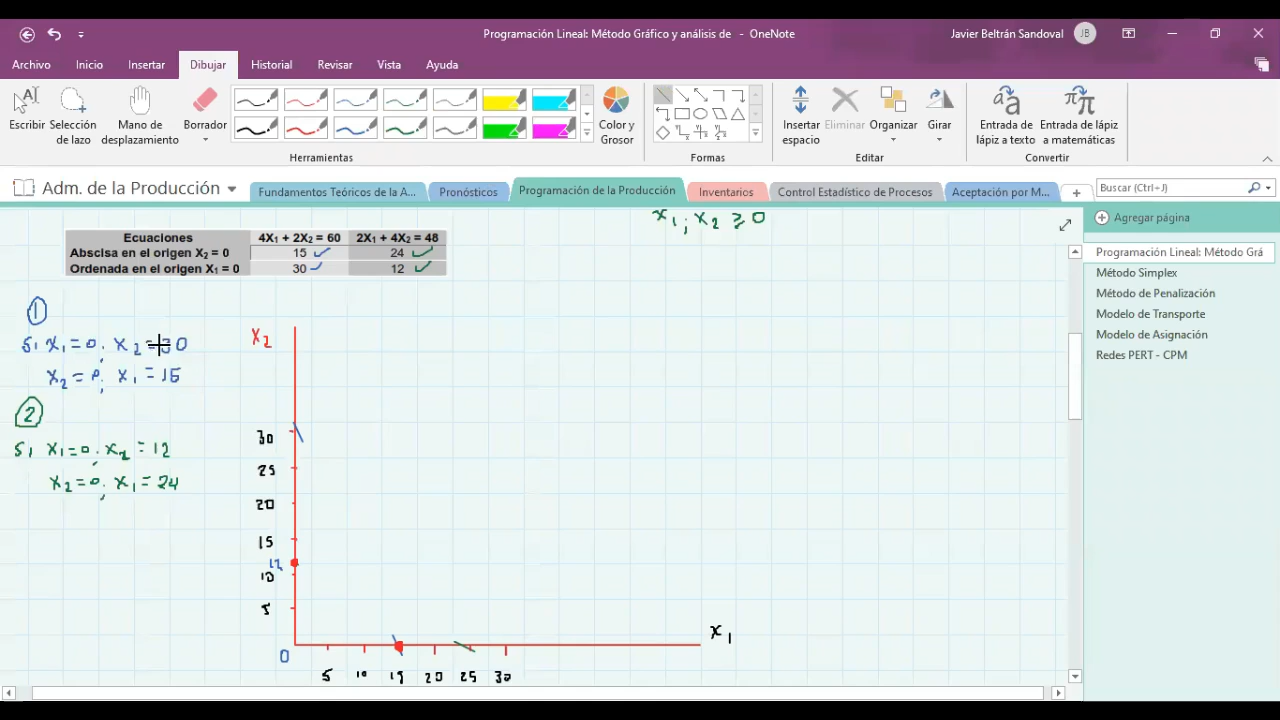 Programación Lineal: Método Gráfico y análisis de - OneNote
Javier Beltrán Sandoval JB
Archivo Inicio Insertar Dibujar Historial Revisar Vista Ayuda
Escribir Selección de lazo Mano de desplazamiento Borrador Color y Grosor Insertar espacio Eliminar Organizar Girar Entrada de lápiz a texto Entrada de lápiz a matemáticas
Herramientas Formas Editar Convertir
Adm. de la Producción Fundamentos Teóricos de la A... Pronósticos Programación de la Producción Inventarios Control Estadístico de Procesos Aceptación por M... Buscar (Ctrl+J)
Agregar página
Programación Lineal: Método Grá
Método Simplex
Método de Penalización
Modelo de Transporte
Modelo de Asignación
Redes PERT - CPM
x₁ ; x₂ ≥ 0
Ecuaciones 4X₁ + 2X₂ = 60 2X₁ + 4X₂ = 48
Abscisa en el origen X₂ = 0 15 ✓ 24 ✓
Ordenada en el origen X₁ = 0 30 ✓ 12 ✓
1
Si x₁ = 0 ; x₂ = 30
x₂ = 0 ; x₁ = 15
2
Si x₁ = 0 ; x₂ = 12
x₂ = 0 ; x₁ = 24
X₂
30
25
20
15
12
10
5
0
x₁
5 10 15 20 25 30